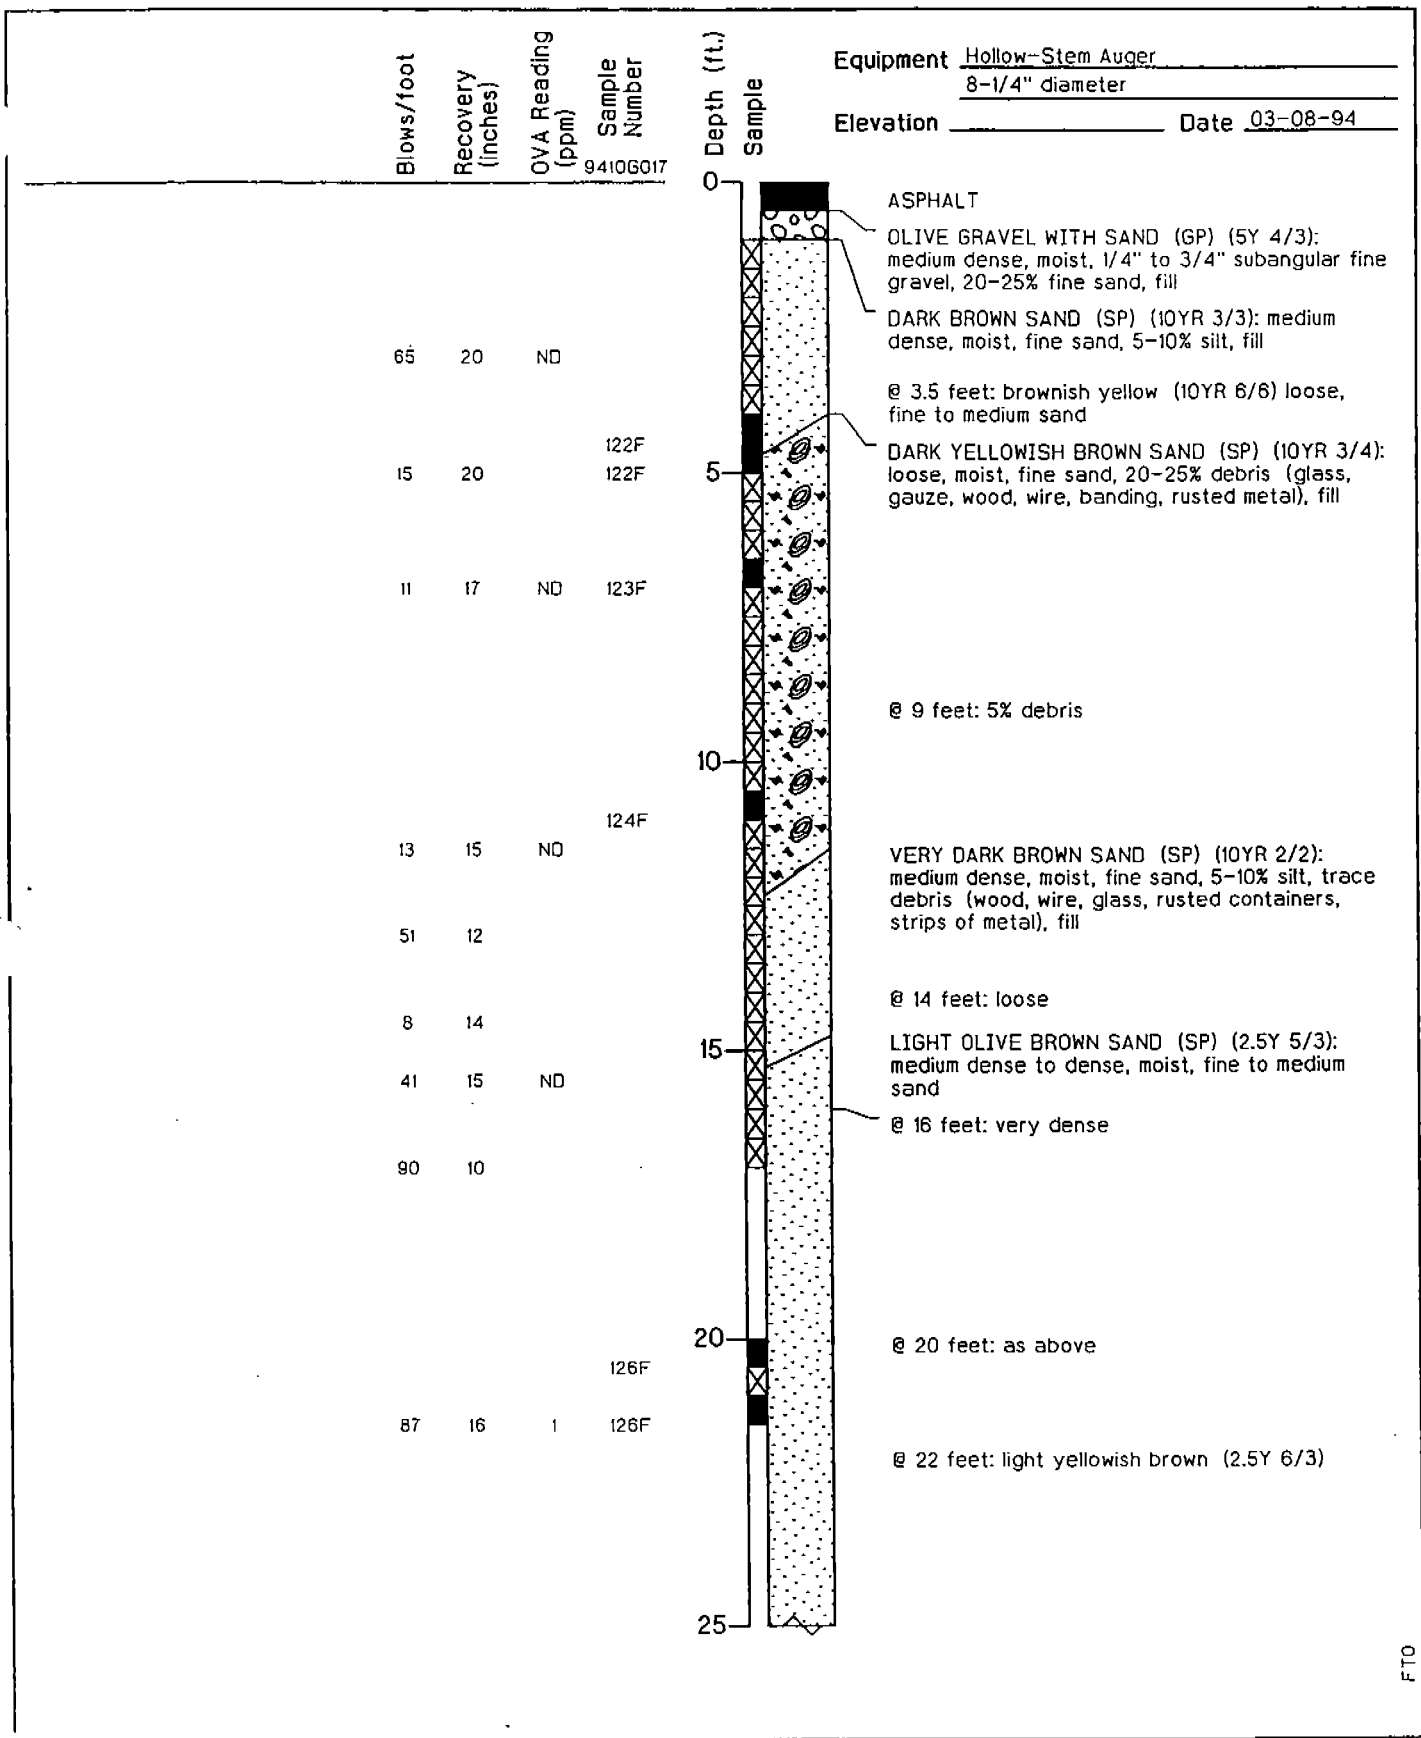 Blows/foot
Recovery
(inches)
OVA Reading
(ppm)
Sample
Number
9410G017
Depth (ft.)
Sample
Equipment Hollow-Stem Auger
8-1/4" diameter
Elevation Date 03-08-94
0
ASPHALT
OLIVE GRAVEL WITH SAND (GP) (5Y 4/3):
medium dense, moist, 1/4" to 3/4" subangular fine
gravel, 20-25% fine sand, fill
DARK BROWN SAND (SP) (10YR 3/3): medium
dense, moist, fine sand, 5-10% silt, fill
65 20 ND
@ 3.5 feet: brownish yellow (10YR 6/6) loose,
fine to medium sand
122F
DARK YELLOWISH BROWN SAND (SP) (10YR 3/4):
loose, moist, fine sand, 20-25% debris (glass,
gauze, wood, wire, banding, rusted metal), fill
15 20 122F
5
11 17 ND 123F
@ 9 feet: 5% debris
10
124F
13 15 ND
VERY DARK BROWN SAND (SP) (10YR 2/2):
medium dense, moist, fine sand, 5-10% silt, trace
debris (wood, wire, glass, rusted containers,
strips of metal), fill
51 12
@ 14 feet: loose
8 14
15
LIGHT OLIVE BROWN SAND (SP) (2.5Y 5/3):
medium dense to dense, moist, fine to medium
sand
41 15 ND
@ 16 feet: very dense
90 10
20
@ 20 feet: as above
126F
87 16 1 126F
@ 22 feet: light yellowish brown (2.5Y 6/3)
25
FTO